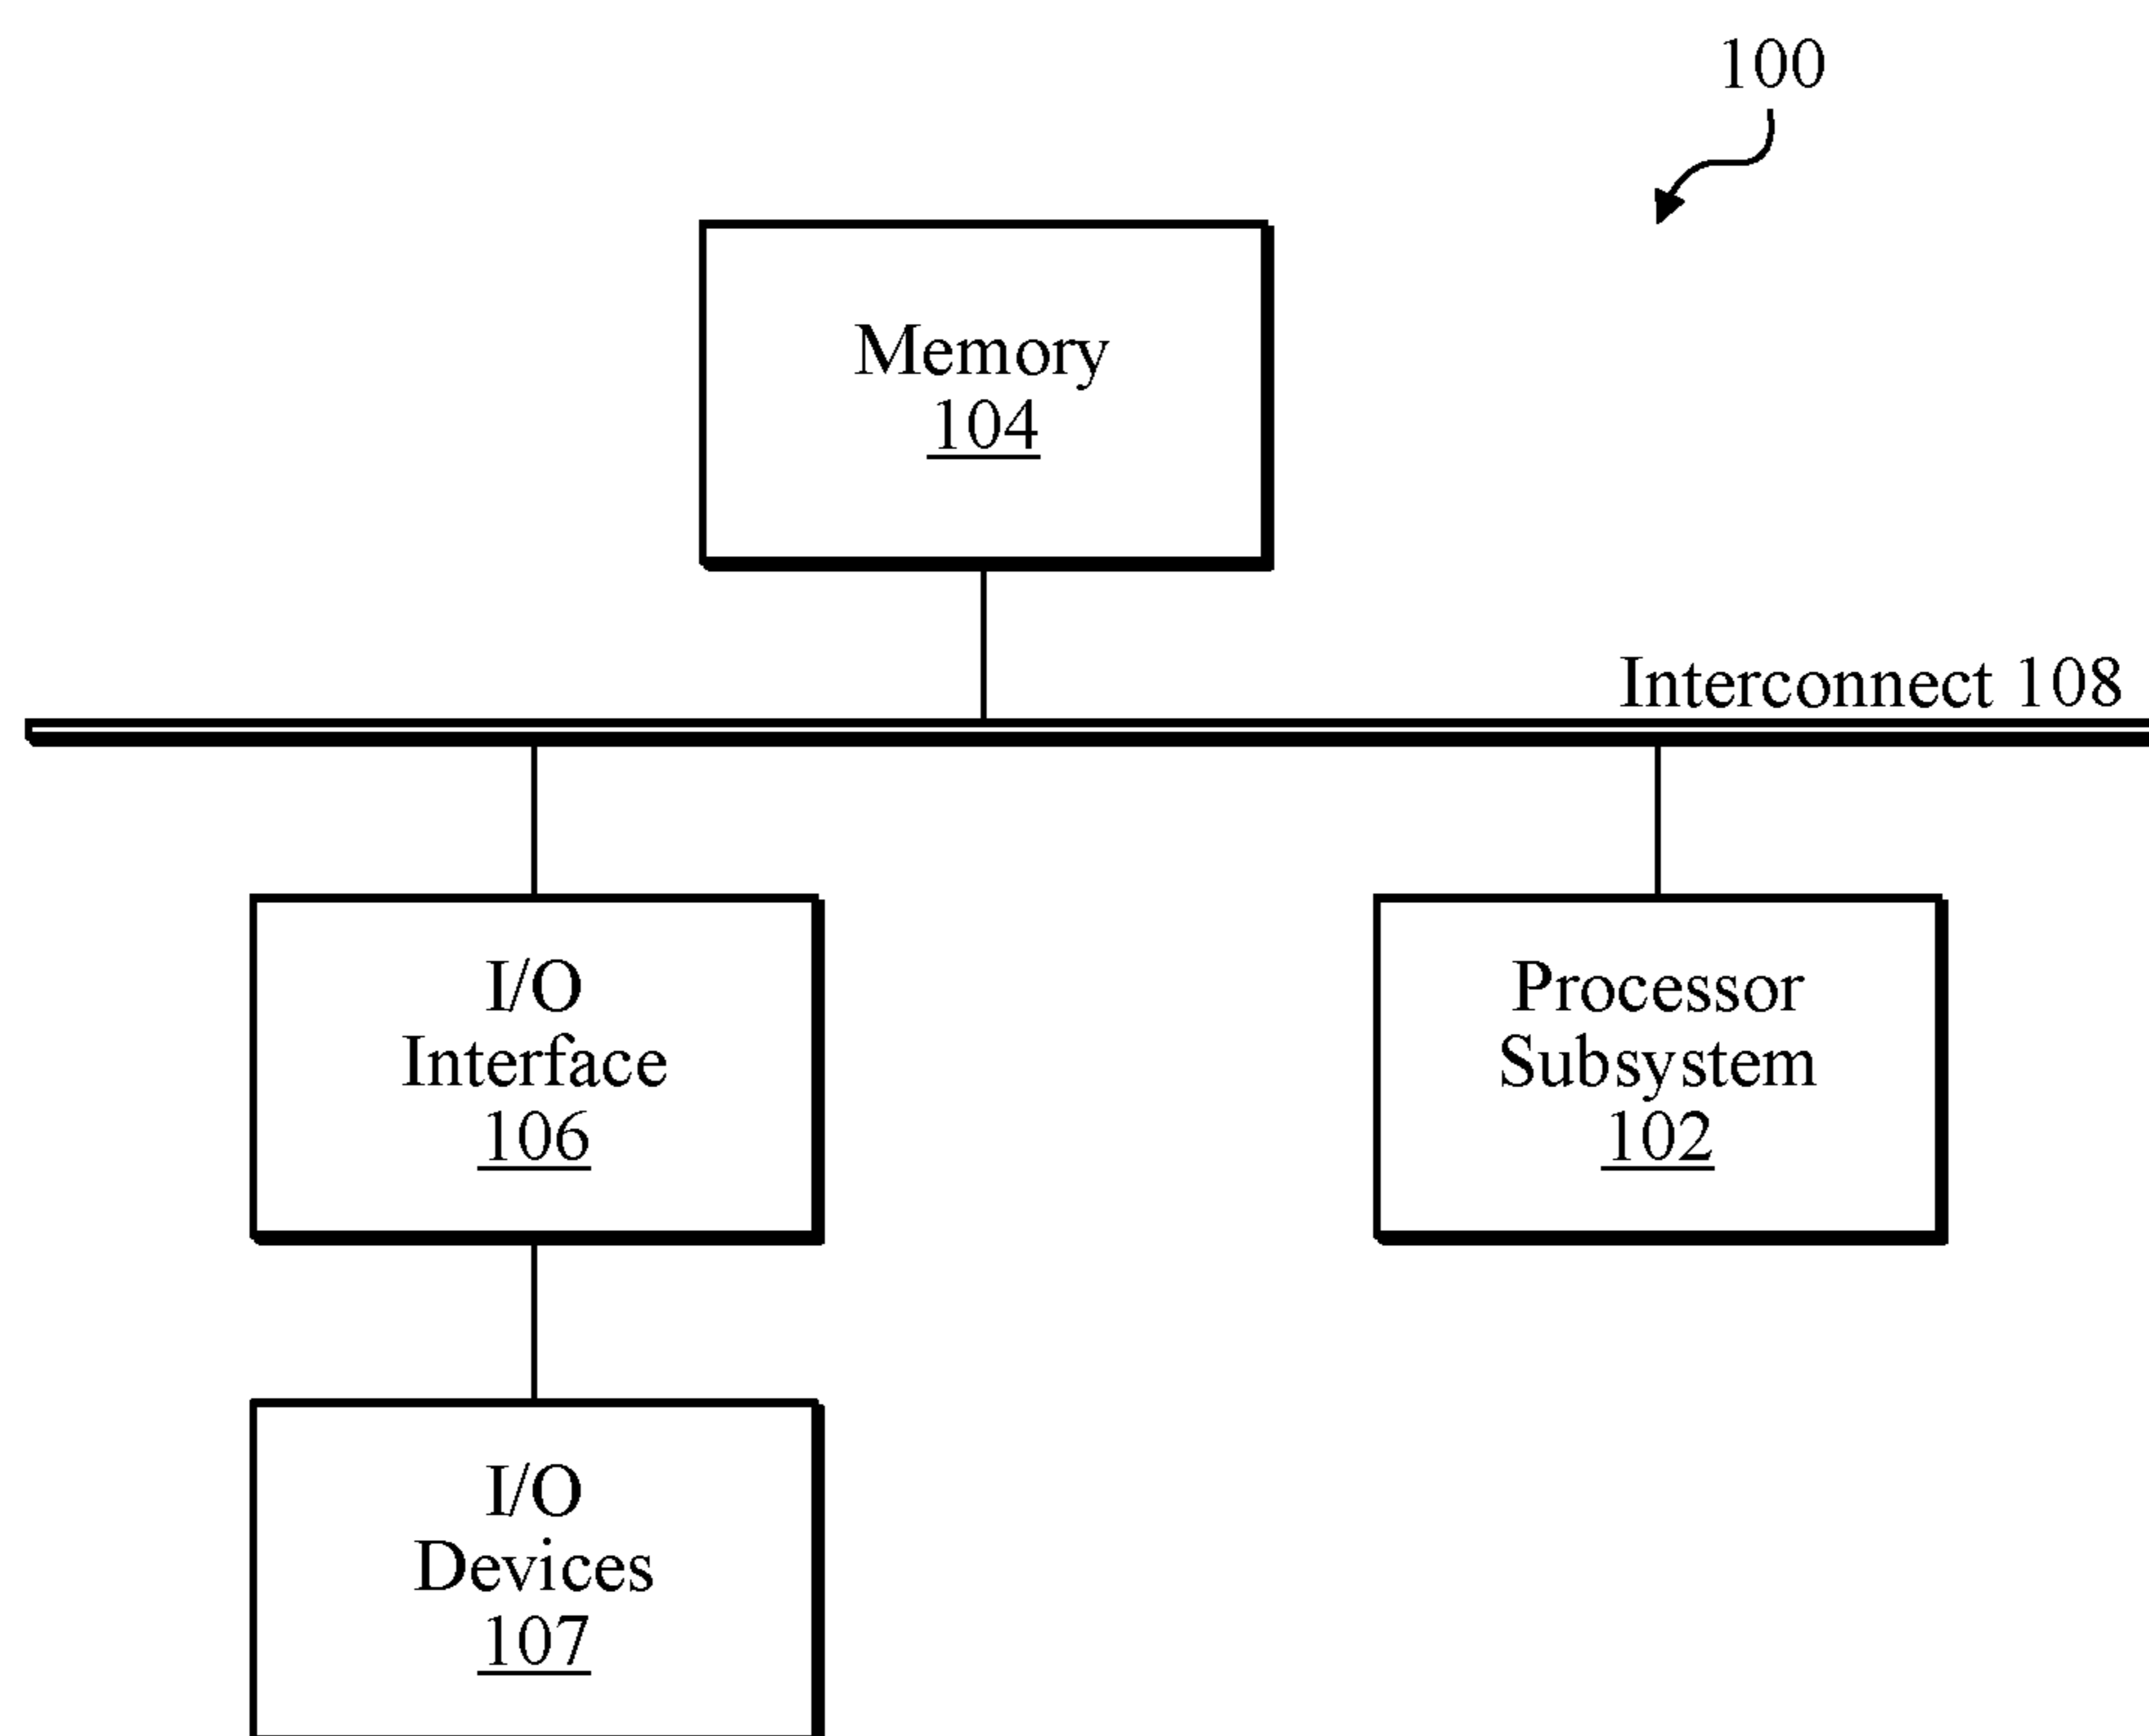 100
Memory
104
Interconnect 108
I/O
Interface
106
Processor
Subsystem
102
I/O
Devices
107